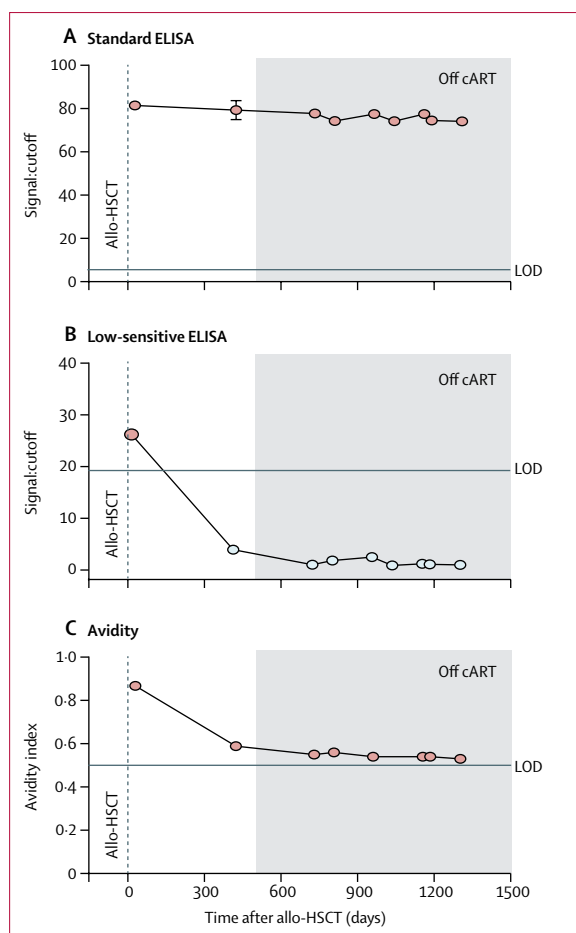 A Standard ELISA
100
80
60
40
20
0
Signal:cutoff
Allo-HSCT
Off cART
LOD
B Low-sensitive ELISA
40
30
20
10
0
Signal:cutoff
Allo-HSCT
Off cART
LOD
C Avidity
1·0
0·8
0·6
0·4
0·2
0
Avidity index
Allo-HSCT
Off cART
LOD
0 300 600 900 1200 1500
Time after allo-HSCT (days)